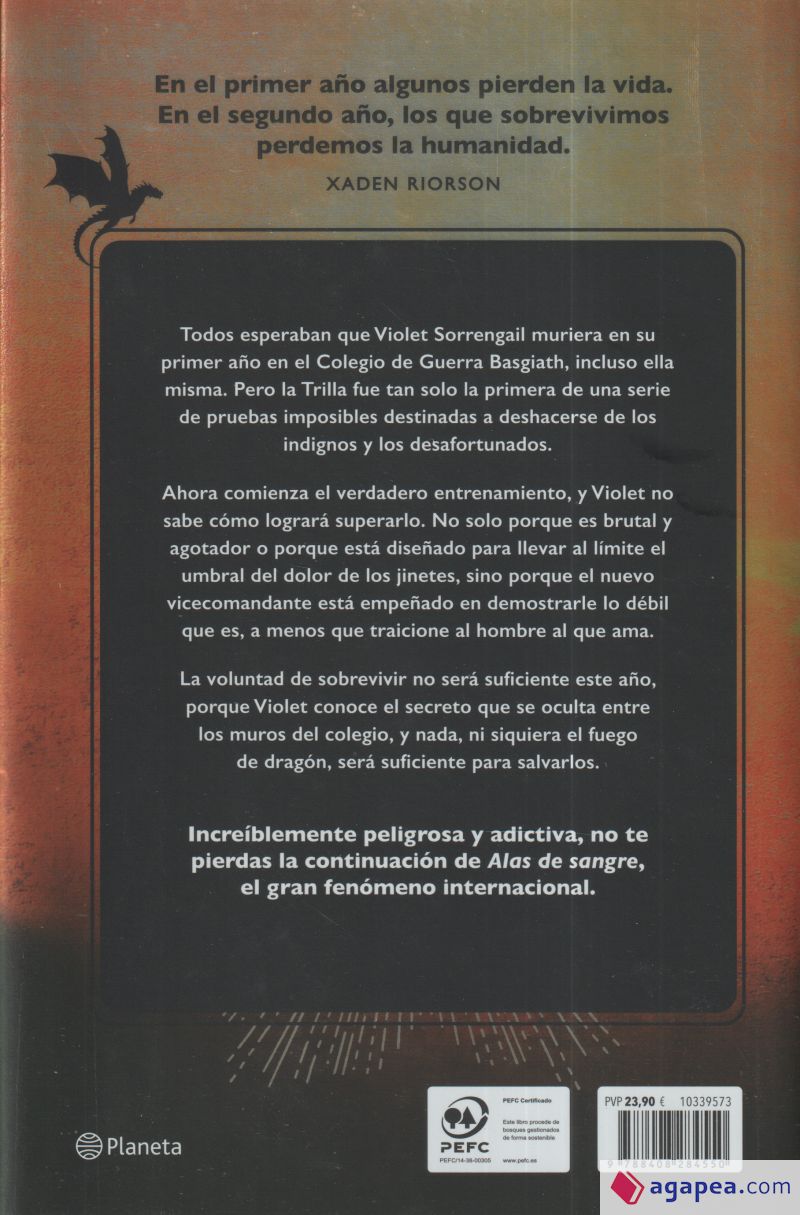 En el primer año algunos pierden la vida.
En el segundo año, los que sobrevivimos
perdemos la humanidad.
XADEN RIORSON
Todos esperaban que Violet Sorrengail muriera en su
primer año en el Colegio de Guerra Basgiath, incluso ella
misma. Pero la Trilla fue tan solo la primera de una serie
de pruebas imposibles destinadas a deshacerse de los
indignos y los desafortunados.
Ahora comienza el verdadero entrenamiento, y Violet no
sabe cómo logrará superarlo. No solo porque es brutal y
agotador o porque está diseñado para llevar al límite el
umbral del dolor de los jinetes, sino porque el nuevo
vicecomandante está empeñado en demostrarle lo débil
que es, a menos que traicione al hombre al que ama.
La voluntad de sobrevivir no será suficiente este año,
porque Violet conoce el secreto que se oculta entre
los muros del colegio, y nada, ni siquiera el fuego
de dragón, será suficiente para salvarlos.
Increíblemente peligrosa y adictiva, no te
pierdas la continuación de Alas de sangre,
el gran fenómeno internacional.
Planeta
PEFC
PEFC/14-38-00305
PEFC Certificado
Este libro procede de
bosques gestionados
de forma sostenible
www.pefc.es
PVP 23,90 € 10339573
9 788408 284550
agapea.com